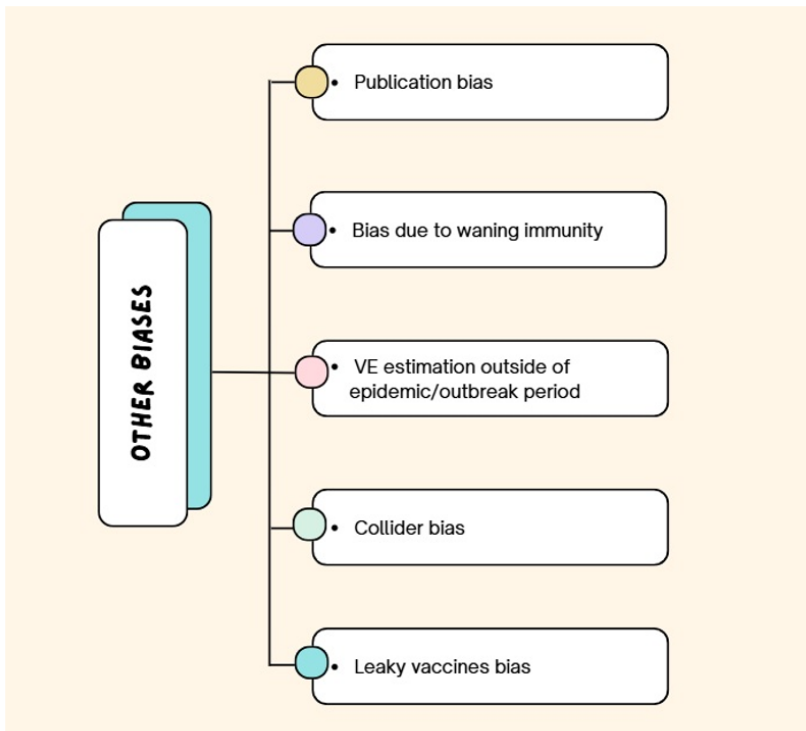 OTHER BIASES
• Publication bias
• Bias due to waning immunity
• VE estimation outside of
epidemic/outbreak period
• Collider bias
• Leaky vaccines bias